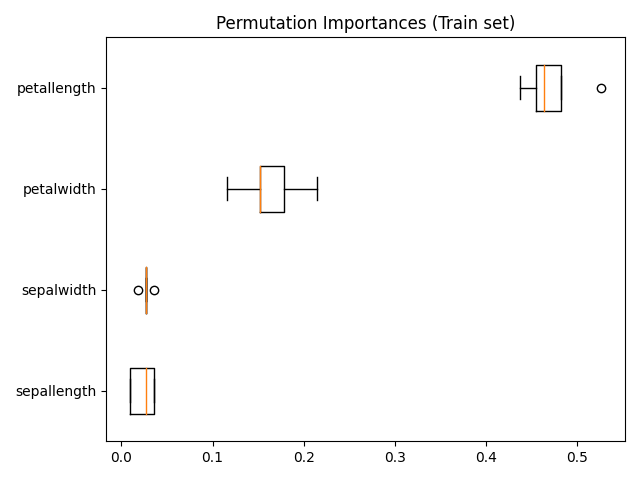 Permutation Importances (Train set)
petallength
petalwidth
sepalwidth
sepallength
0.0 0.1 0.2 0.3 0.4 0.5